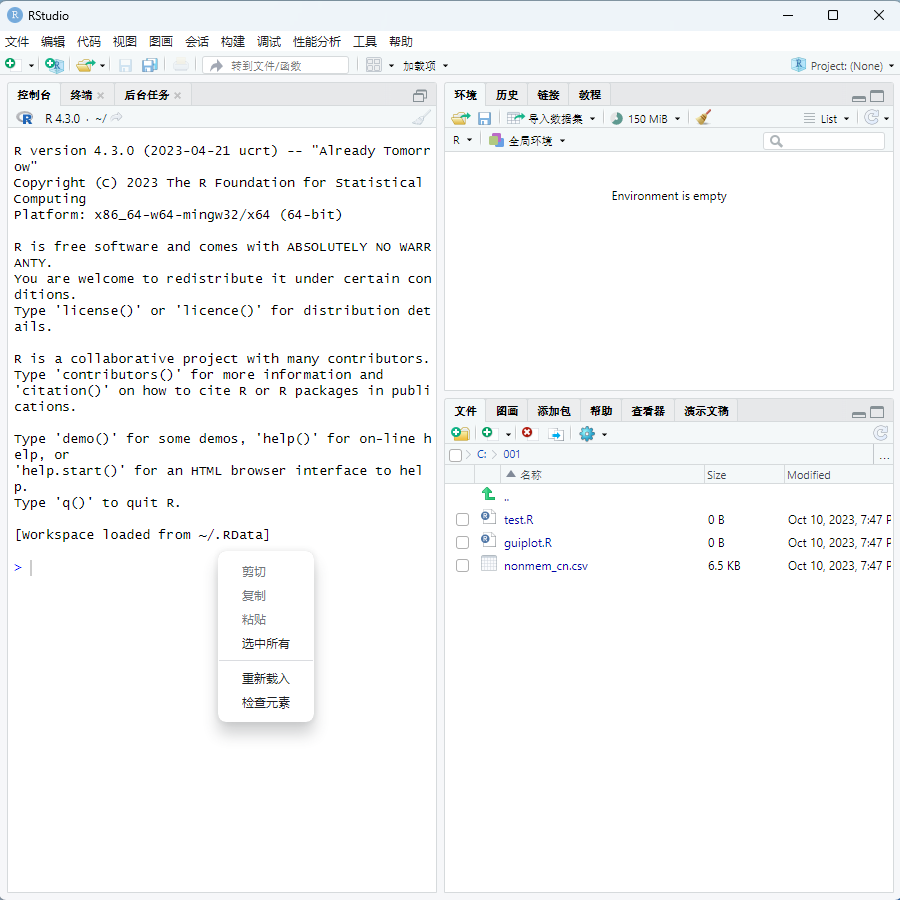 RStudio
文件 编辑 代码 视图 图画 会话 构建 调试 性能分析 工具 帮助
转到文件/函数 加载项 Project: (None)
控制台 终端 后台任务
R 4.3.0 · ~/
R version 4.3.0 (2023-04-21 ucrt) -- "Already Tomorr
ow"
Copyright (C) 2023 The R Foundation for Statistical
Computing
Platform: x86_64-w64-mingw32/x64 (64-bit)
R is free software and comes with ABSOLUTELY NO WARR
ANTY.
You are welcome to redistribute it under certain con
ditions.
Type 'license()' or 'licence()' for distribution det
ails.
R is a collaborative project with many contributors.
Type 'contributors()' for more information and
'citation()' on how to cite R or R packages in publi
cations.
Type 'demo()' for some demos, 'help()' for on-line h
elp, or
'help.start()' for an HTML browser interface to hel
p.
Type 'q()' to quit R.
[Workspace loaded from ~/.RData]
>
剪切
复制
粘贴
选中所有
重新载入
检查元素
环境 历史 链接 教程
导入数据集 150 MiB List
R 全局环境
Environment is empty
文件 图画 添加包 帮助 查看器 演示文稿
C: 001 ...
名称 Size Modified
..
test.R 0 B Oct 10, 2023, 7:47 P
guiplot.R 0 B Oct 10, 2023, 7:47 P
nonmem_cn.csv 6.5 KB Oct 10, 2023, 7:47 P